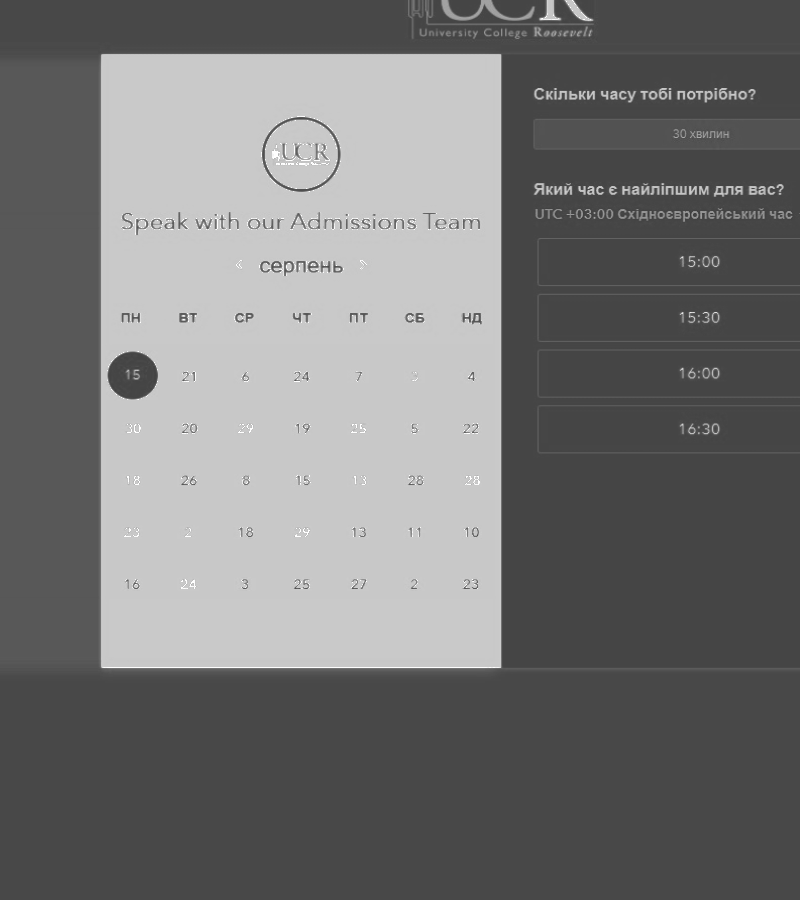 UCR
University College Roosevelt
UCR
Speak with our Admissions Team
серпень
ПН ВТ СР ЧТ ПТ СБ НД
15 21 6 24 7 4
30 20 29 19 25 5 22
18 26 8 15 13 28 28
23 2 18 29 13 11 10
16 24 3 25 27 2 23
Скільки часу тобі потрібно?
30 хвилин
Який час є найліпшим для вас?
UTC +03:00 Східноєвропейський час
15:00
15:30
16:00
16:30